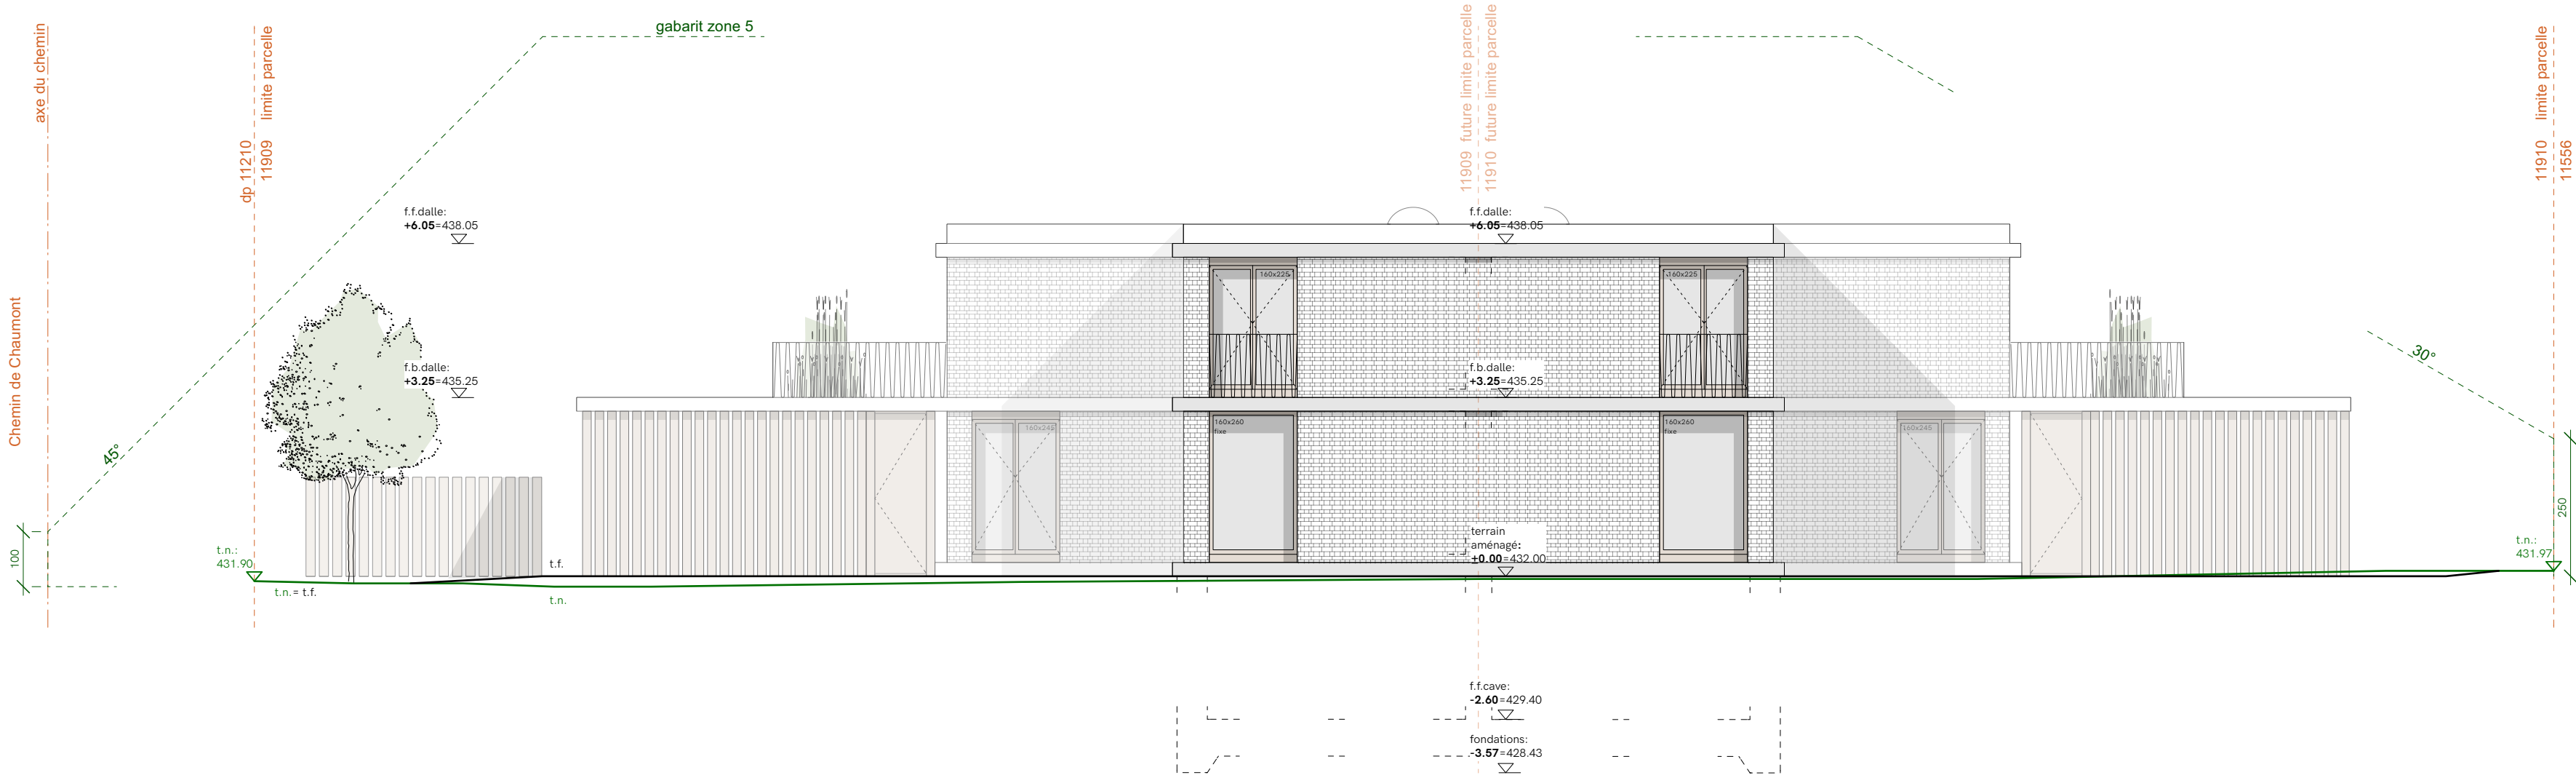 axe du chemin
Chemin de Chaumont
100
45°
dp 11210
11909 limite parcelle
gabarit zone 5
11909 future limite parcelle
11910 future limite parcelle
11910 limite parcelle
11556
f.f.dalle:
+6.05=438.05
f.f.dalle:
+6.05=438.05
160x225
160x225
f.b.dalle:
+3.25=435.25
f.b.dalle:
+3.25=435.25
30°
160x245
160x260
fixe
160x260
fixe
160x245
250
terrain
aménagé:
+0.00=432.00
t.n.:
431.90
t.n.= t.f.
t.f.
t.n.
t.n.:
431.97
f.f.cave:
-2.60=429.40
fondations:
-3.57=428.43